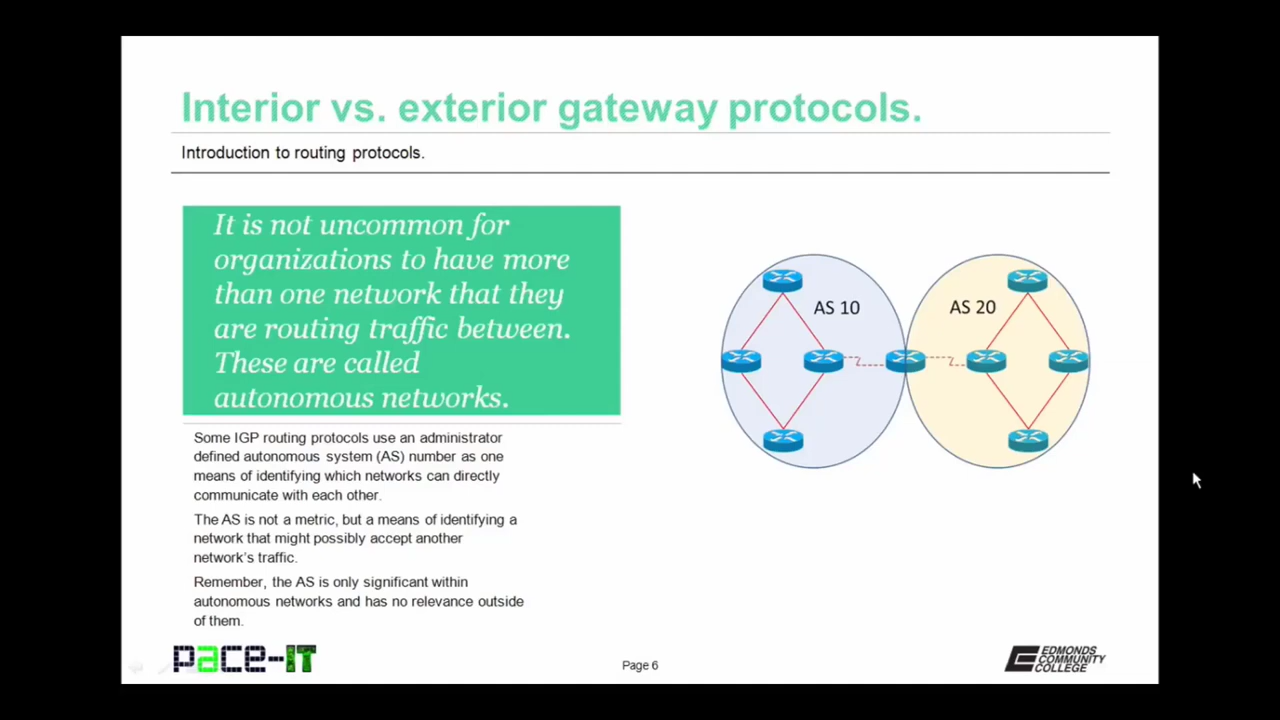 Interior vs. exterior gateway protocols.
Introduction to routing protocols.
It is not uncommon for
organizations to have more
than one network that they
are routing traffic between.
These are called
autonomous networks.
Some IGP routing protocols use an administrator
defined autonomous system (AS) number as one
means of identifying which networks can directly
communicate with each other.
The AS is not a metric, but a means of identifying a
network that might possibly accept another
network's traffic.
Remember, the AS is only significant within
autonomous networks and has no relevance outside
of them.
AS 10
AS 20
pace-IT
Page 6
EDMONDS
COMMUNITY
COLLEGE